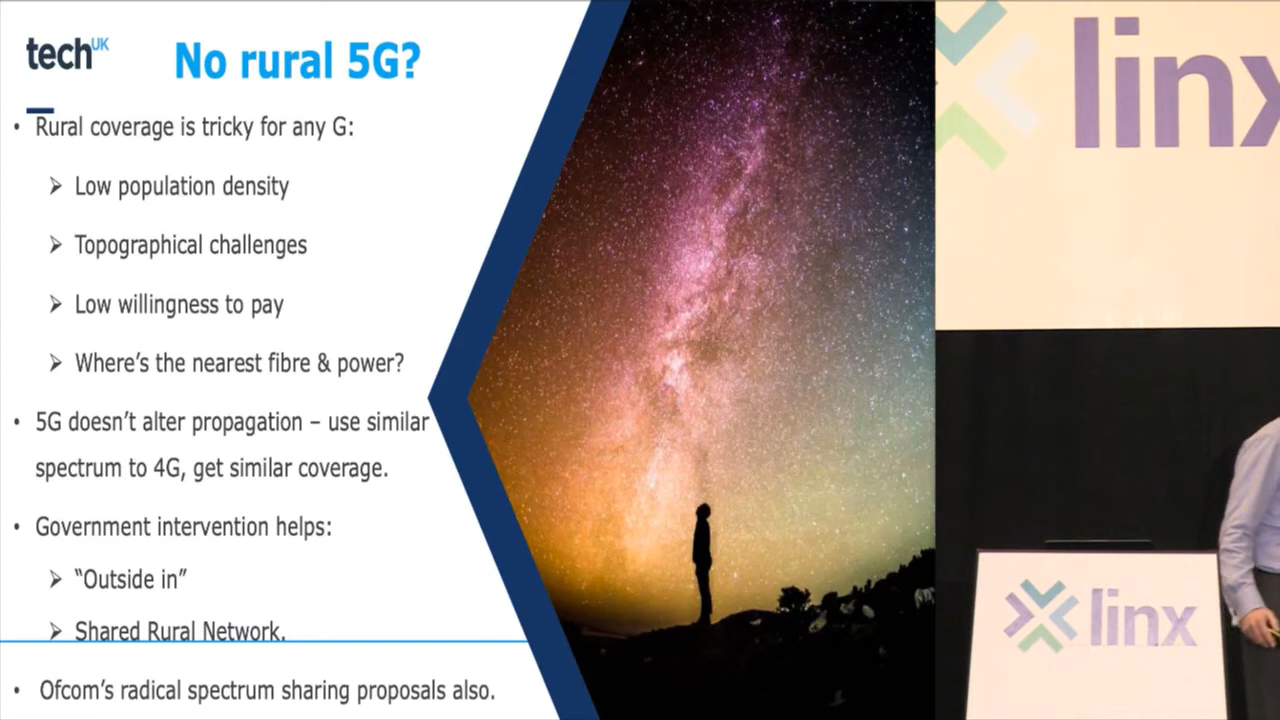 techUK
No rural 5G?
• Rural coverage is tricky for any G:
➢ Low population density
➢ Topographical challenges
➢ Low willingness to pay
➢ Where's the nearest fibre & power?
• 5G doesn't alter propagation – use similar
spectrum to 4G, get similar coverage.
• Government intervention helps:
➢ “Outside in”
➢ Shared Rural Network.
• Ofcom's radical spectrum sharing proposals also.
linx
linx